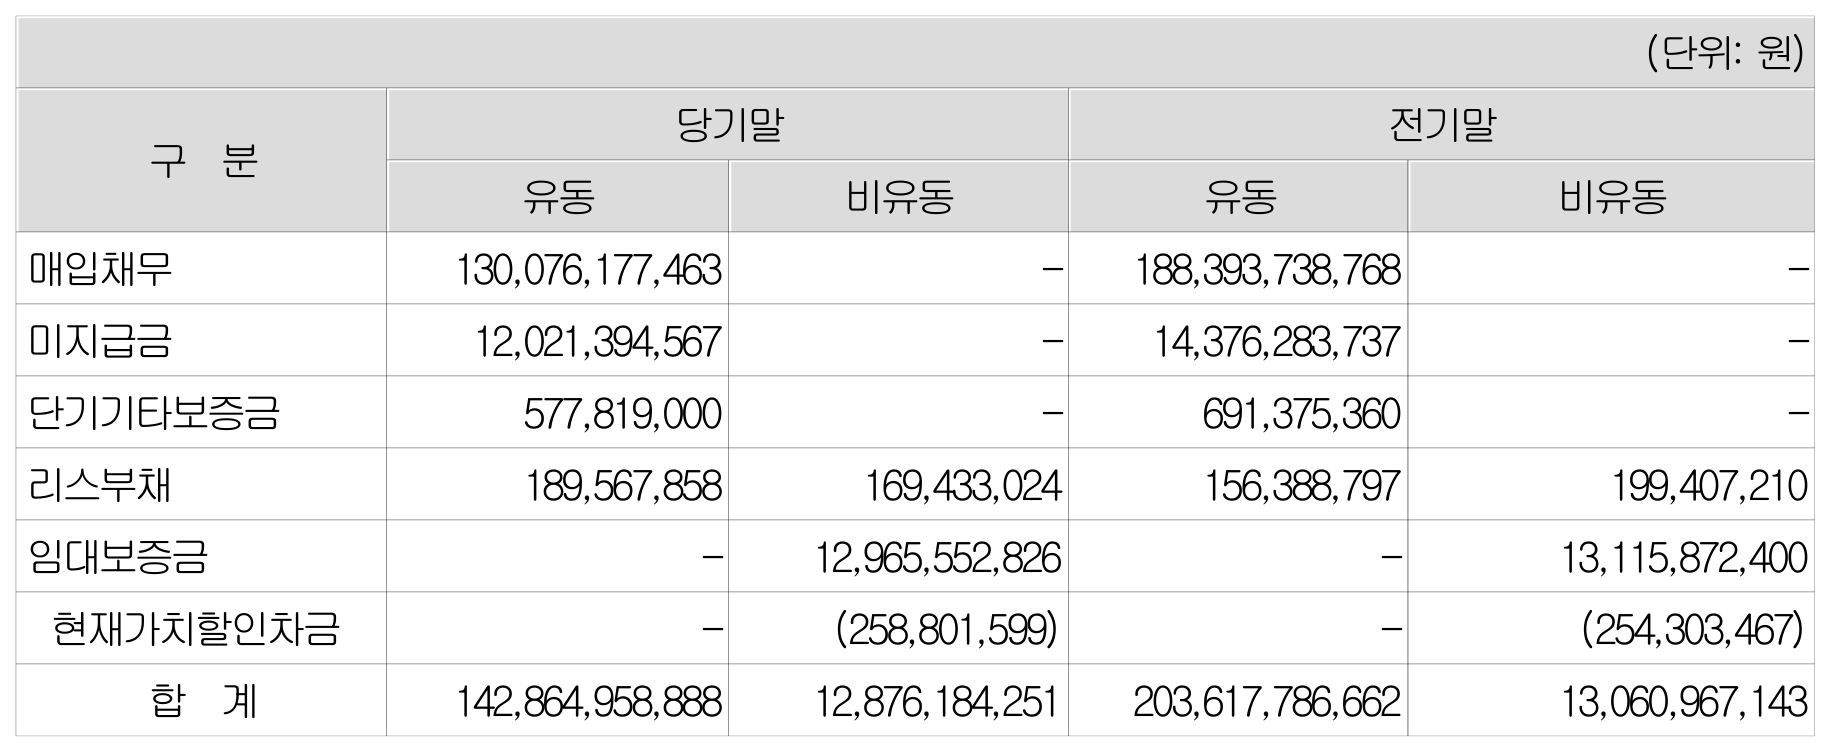 (단위: 원)
구 분 당기말 전기말
유동 비유동 유동 비유동
매입채무 130,076,177,463 - 188,393,738,768 -
미지급금 12,021,394,567 - 14,376,283,737 -
단기기타보증금 577,819,000 - 691,375,360 -
리스부채 189,567,858 169,433,024 156,388,797 199,407,210
임대보증금 - 12,965,552,826 - 13,115,872,400
현재가치할인차금 - (258,801,599) - (254,303,467)
합 계 142,864,958,888 12,876,184,251 203,617,786,662 13,060,967,143